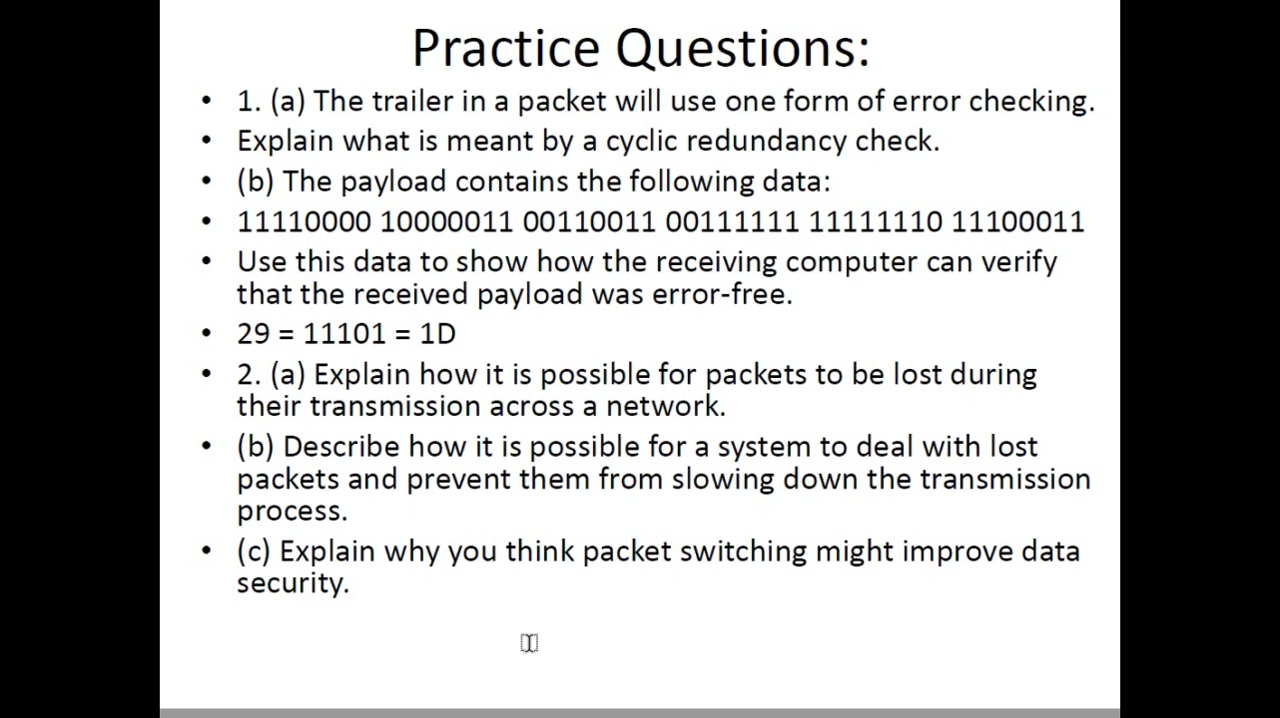 Practice Questions:
• 1. (a) The trailer in a packet will use one form of error checking.
• Explain what is meant by a cyclic redundancy check.
• (b) The payload contains the following data:
• 11110000 10000011 00110011 00111111 11111110 11100011
• Use this data to show how the receiving computer can verify
that the received payload was error-free.
• 29 = 11101 = 1D
• 2. (a) Explain how it is possible for packets to be lost during
their transmission across a network.
• (b) Describe how it is possible for a system to deal with lost
packets and prevent them from slowing down the transmission
process.
• (c) Explain why you think packet switching might improve data
security.